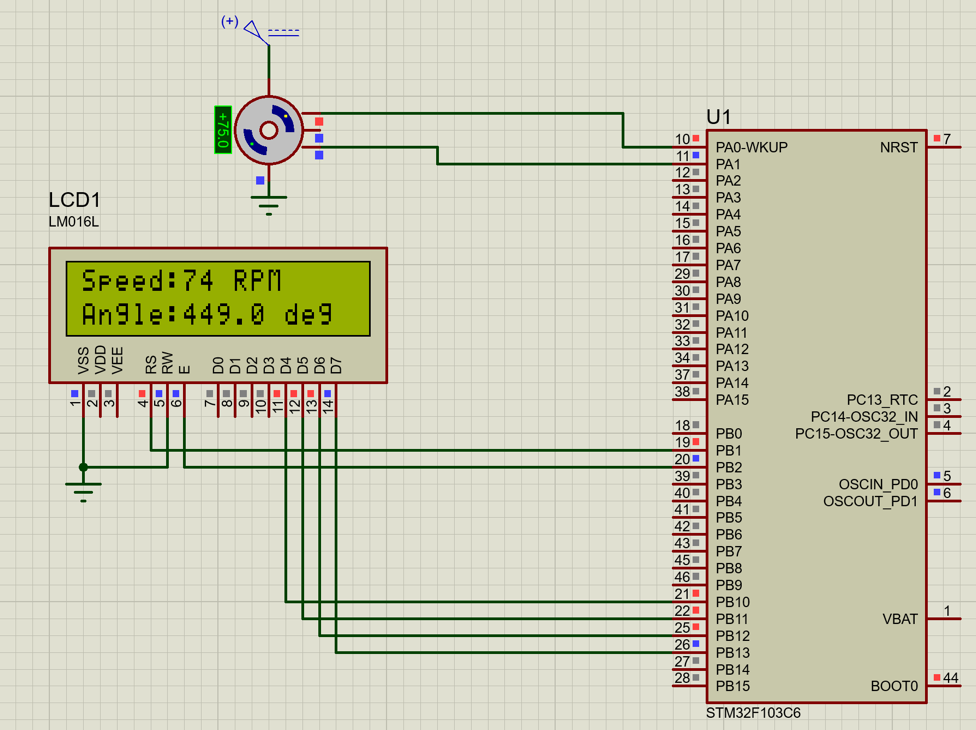 (+)
+75.0
LCD1
LM016L
Speed:74 RPM
Angle:449.0 deg
VSS VDD VEE RS RW E D0 D1 D2 D3 D4 D5 D6 D7
1 2 3 4 5 6 7 8 9 10 11 12 13 14
U1
10 PA0-WKUP NRST 7
11 PA1
12 PA2
13 PA3
14 PA4
15 PA5
16 PA6
17 PA7
29 PA8
30 PA9
31 PA10
32 PA11
33 PA12
34 PA13
37 PA14
38 PA15 PC13_RTC 2
PC14-OSC32_IN 3
18 PB0 PC15-OSC32_OUT 4
19 PB1
20 PB2
39 PB3 OSCIN_PD0 5
40 PB4 OSCOUT_PD1 6
41 PB5
42 PB6
43 PB7
45 PB8
46 PB9
21 PB10
22 PB11 VBAT 1
25 PB12
26 PB13
27 PB14
28 PB15 BOOT0 44
STM32F103C6